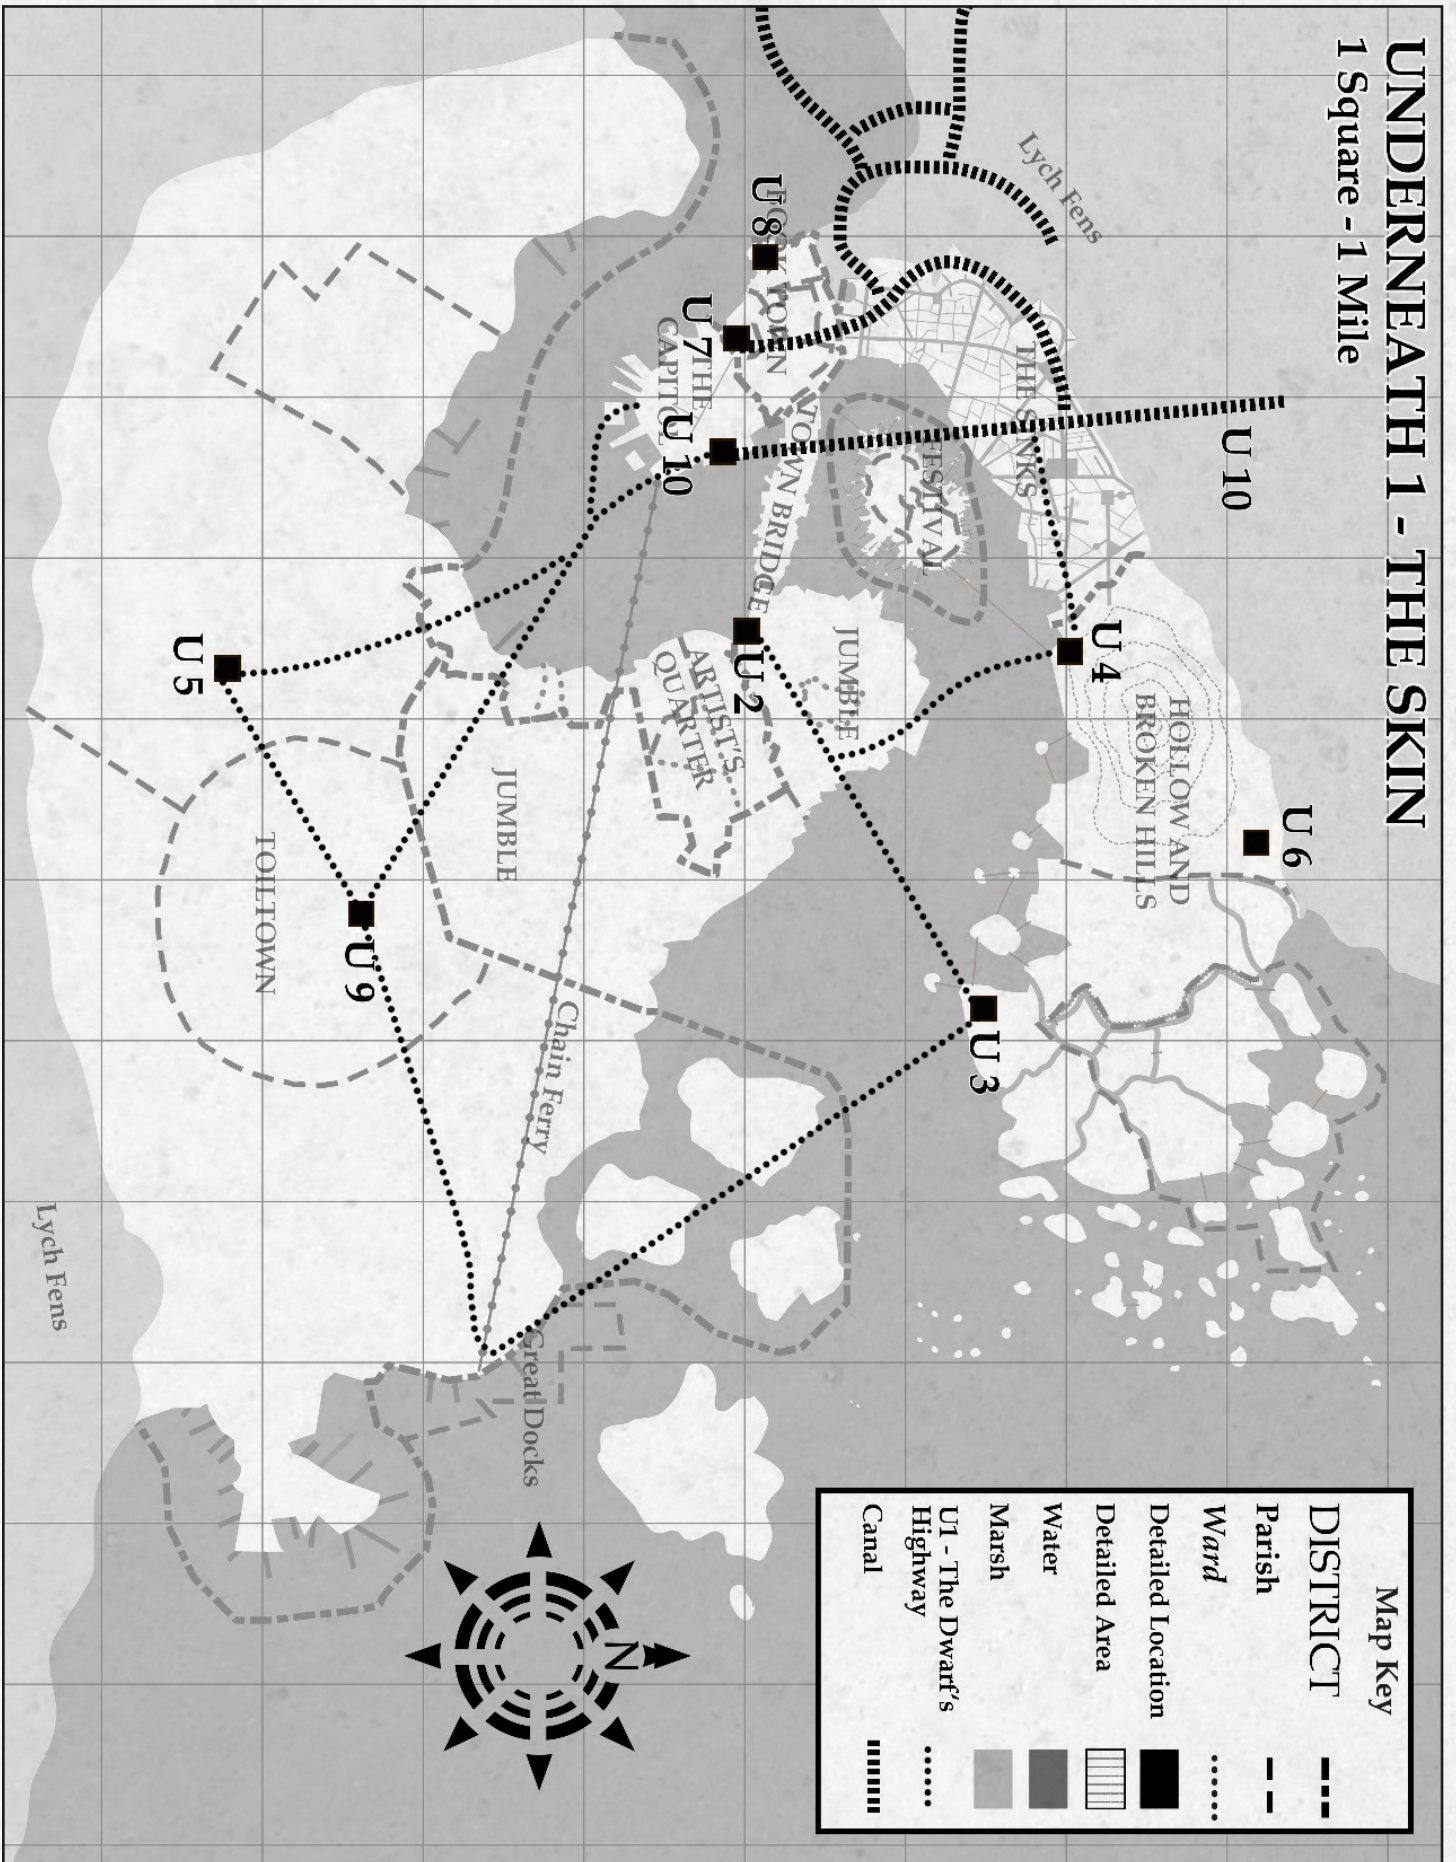 UNDERNEATH 1 - THE SKIN
1 Square - 1 Mile
Lych Fens
U 10
U 6
U 4
HOLLOW AND
BROKEN HILLS
THE SINKS
FESTIVAL
U 3
JUMBLE
U 8
TOWN BRIDGE
U 2
U 7
THE
CAPITOL
U 10
ARTIST'S
QUARTER
JUMBLE
Chain Ferry
Great Docks
U 9
TOILTOWN
U 5
Lych Fens
N
Map Key
DISTRICT
Parish
Ward
Detailed Location
Detailed Area
Water
Marsh
U1 - The Dwarf's
Highway
Canal